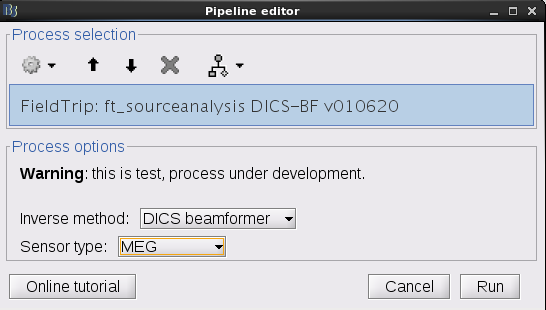 Pipeline editor
Process selection
FieldTrip: ft_sourceanalysis DICS-BF v010620
Process options
Warning: this is test, process under development.
Inverse method: DICS beamformer
Sensor type: MEG
Online tutorial Cancel Run